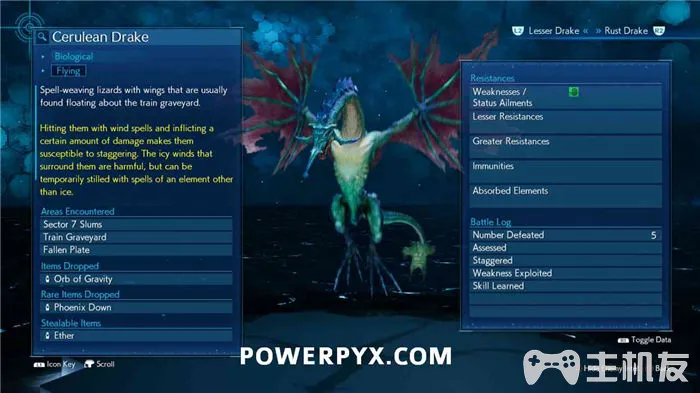 Cerulean Drake
L2 Lesser Drake « » Rust Drake R2
Biological
Flying
Spell-weaving lizards with wings that are usually
found floating about the train graveyard.
Hitting them with wind spells and inflicting a
certain amount of damage makes them
susceptible to staggering. The icy winds that
surround them are harmful, but can be
temporarily stilled with spells of an element other
than ice.
Areas Encountered
Sector 7 Slums
Train Graveyard
Fallen Plate
Items Dropped
Orb of Gravity
Rare Items Dropped
Phoenix Down
Stealable Items
Ether
Resistances
Weaknesses /
Status Ailments
Lesser Resistances
Greater Resistances
Immunities
Absorbed Elements
Battle Log
Number Defeated 5
Assessed
Staggered
Weakness Exploited
Skill Learned
Toggle Data
Icon Key Scroll
POWERPYX.COM
主机友